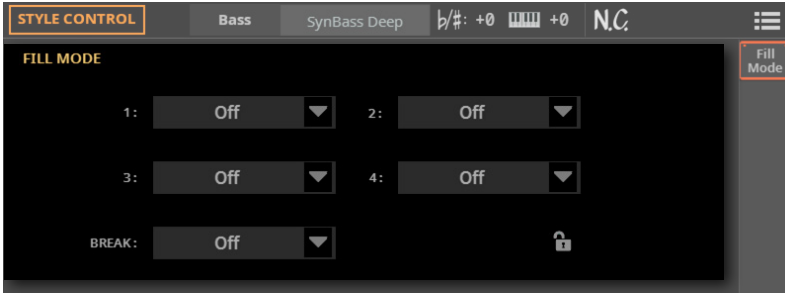 STYLE CONTROL Bass SynBass Deep ♭/♯: +0 +0 N.C.
FILL MODE
Fill
Mode
1: Off 2: Off
3: Off 4: Off
BREAK: Off